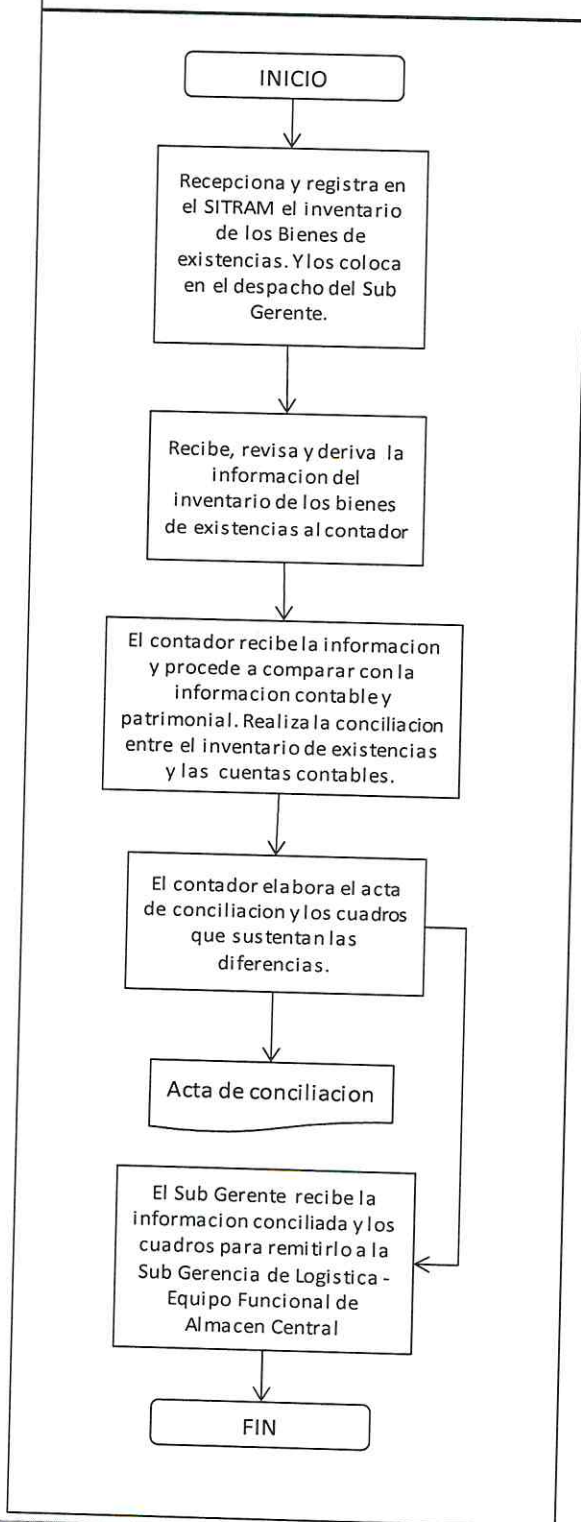 INICIO
Recepciona y registra en
el SITRAM el inventario
de los Bienes de
existencias. Y los coloca
en el despacho del Sub
Gerente.
Recibe, revisa y deriva la
informacion del
inventario de los bienes
de existencias al contador
El contador recibe la informacion
y procede a comparar con la
informacion contable y
patrimonial. Realiza la conciliacion
entre el inventario de existencias
y las cuentas contables.
El contador elabora el acta
de conciliacion y los cuadros
que sustentan las
diferencias.
Acta de conciliacion
El Sub Gerente recibe la
informacion conciliada y los
cuadros para remitirlo a la
Sub Gerencia de Logistica -
Equipo Funcional de
Almacen Central
FIN